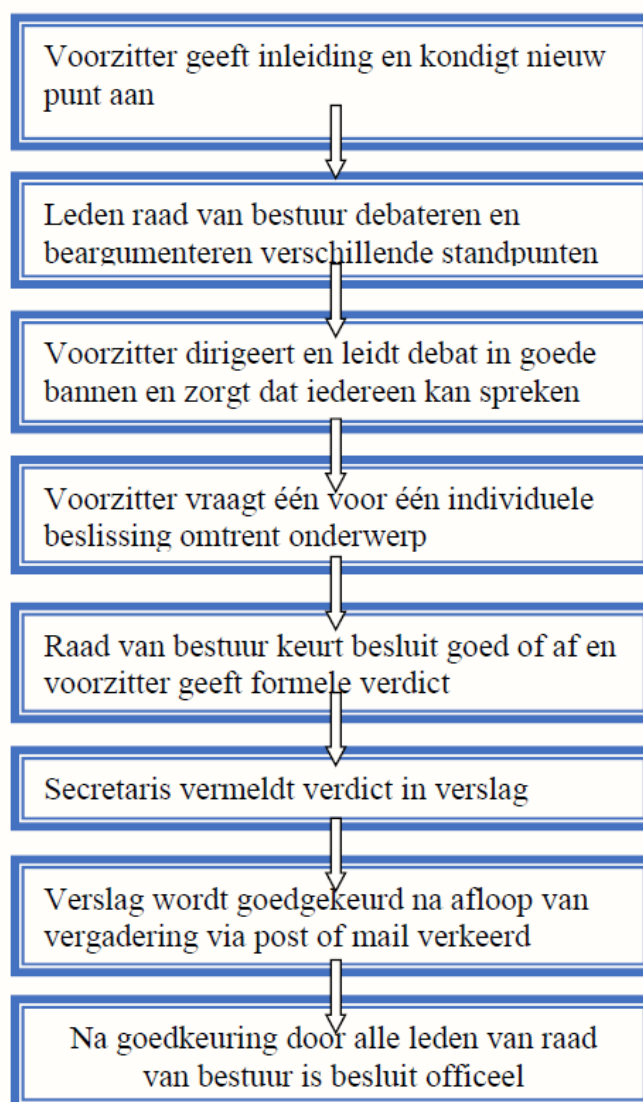 Voorzitter geeft inleiding en kondigt nieuw
punt aan
Leden raad van bestuur debateren en
beargumenteren verschillende standpunten
Voorzitter dirigeert en leidt debat in goede
bannen en zorgt dat iedereen kan spreken
Voorzitter vraagt één voor één individuele
beslissing omtrent onderwerp
Raad van bestuur keurt besluit goed of af en
voorzitter geeft formele verdict
Secretaris vermeldt verdict in verslag
Verslag wordt goedgekeurd na afloop van
vergadering via post of mail verkeerd
Na goedkeuring door alle leden van raad
van bestuur is besluit officeel